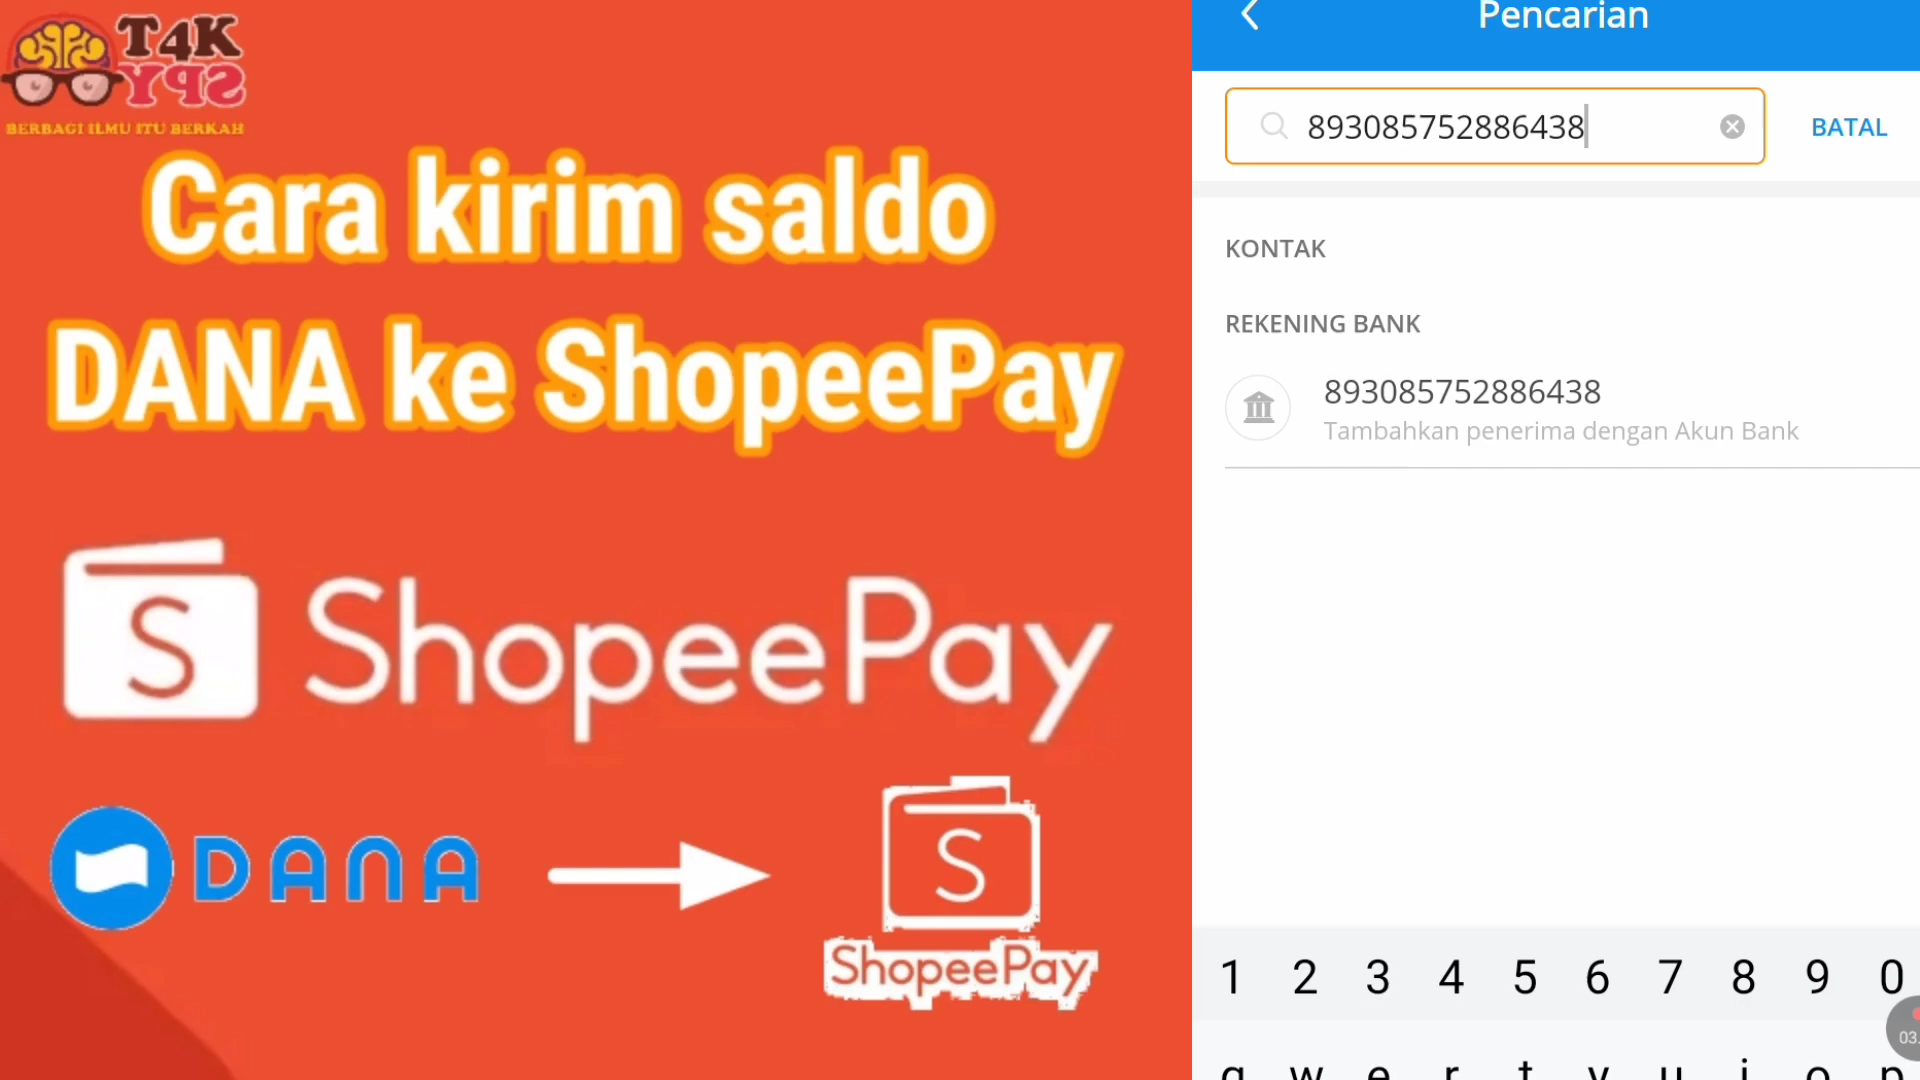 T4K
SPY
BERBAGI ILMU ITU BERKAH
Cara kirim saldo
DANA ke ShopeePay
S ShopeePay
DANA
S
ShopeePay
Pencarian
893085752886438
BATAL
KONTAK
REKENING BANK
893085752886438
Tambahkan penerima dengan Akun Bank
1 2 3 4 5 6 7 8 9 0
03.
q w e r t y u i o p